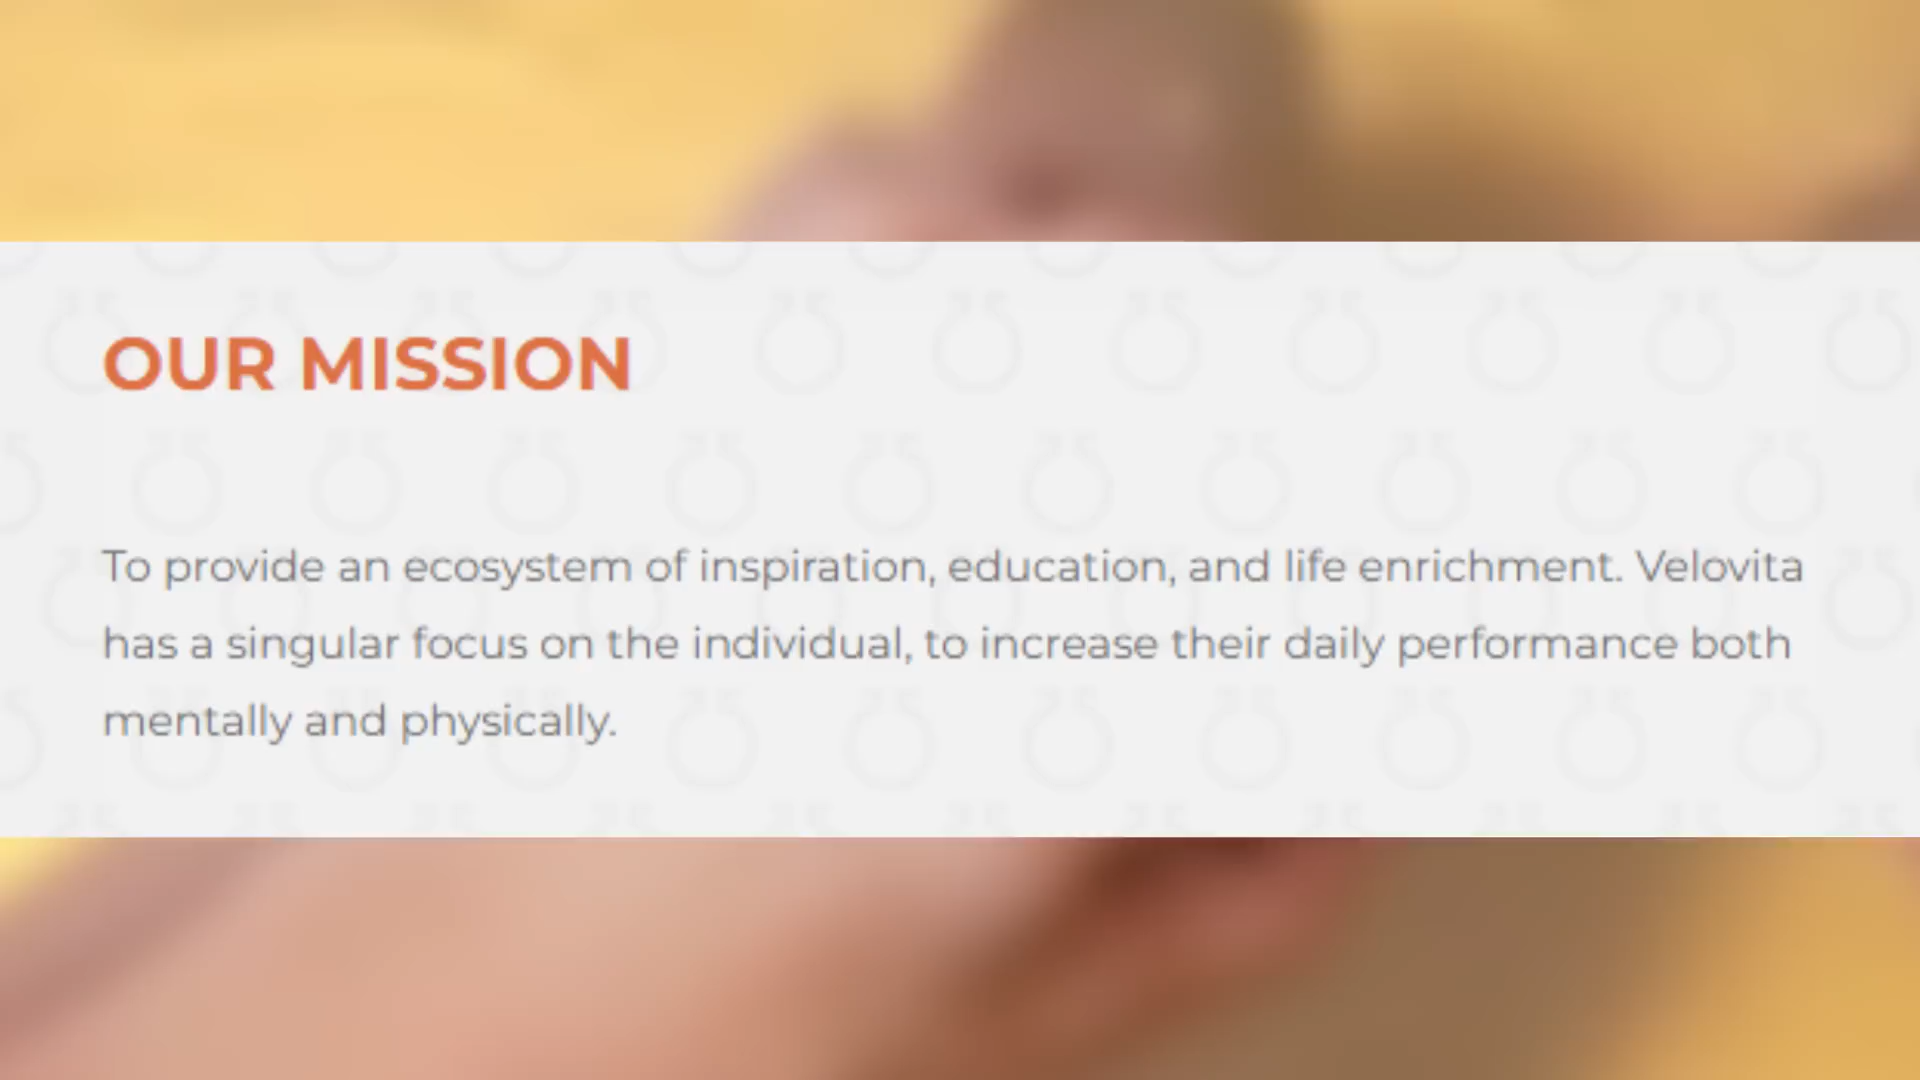 OUR MISSION
To provide an ecosystem of inspiration, education, and life enrichment. Velovita
has a singular focus on the individual, to increase their daily performance both
mentally and physically.